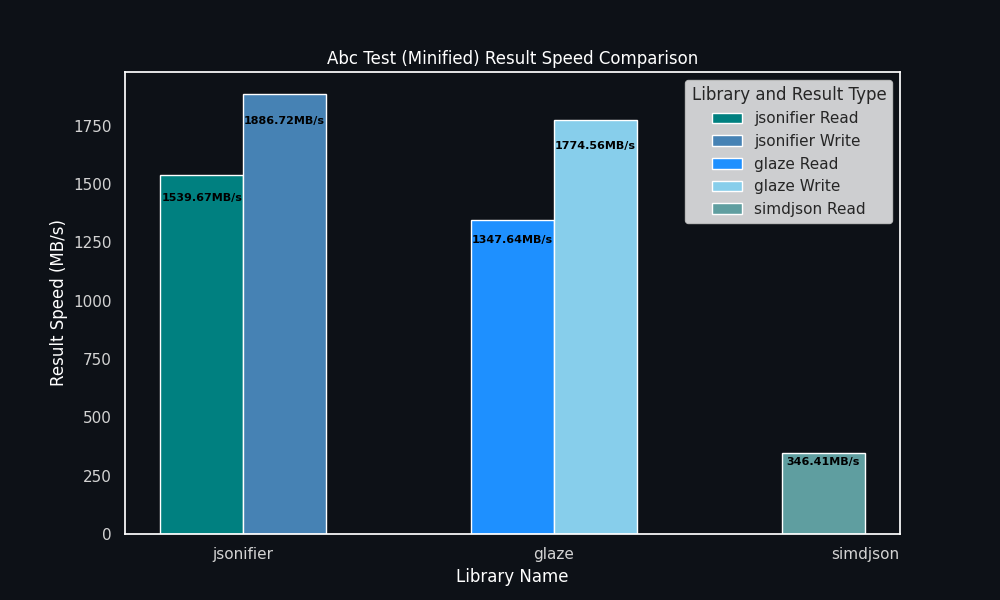 Abc Test (Minified) Result Speed Comparison
Library and Result Type
jsonifier Read
jsonifier Write
glaze Read
glaze Write
simdjson Read
Result Speed (MB/s)
1750
1500
1250
1000
750
500
250
0
1539.67MB/s
1886.72MB/s
1347.64MB/s
1774.56MB/s
346.41MB/s
jsonifier
glaze
simdjson
Library Name